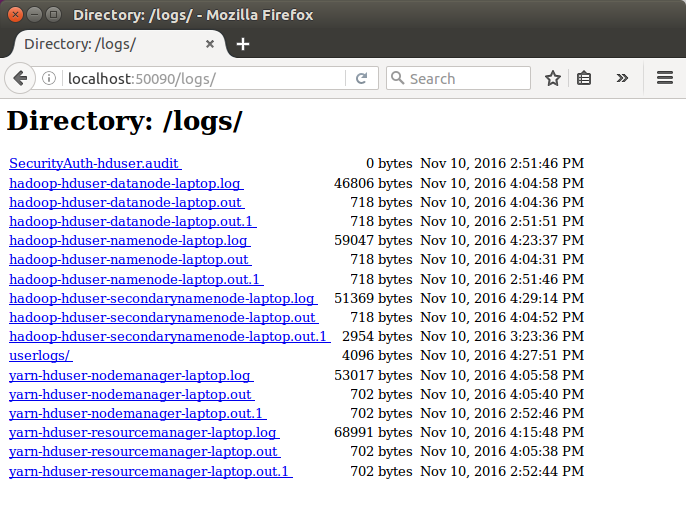 Directory: /logs/ - Mozilla Firefox
Directory: /logs/
localhost:50090/logs/ Search
Directory: /logs/
SecurityAuth-hduser.audit 0 bytes Nov 10, 2016 2:51:46 PM
hadoop-hduser-datanode-laptop.log 46806 bytes Nov 10, 2016 4:04:58 PM
hadoop-hduser-datanode-laptop.out 718 bytes Nov 10, 2016 4:04:36 PM
hadoop-hduser-datanode-laptop.out.1 718 bytes Nov 10, 2016 2:51:51 PM
hadoop-hduser-namenode-laptop.log 59047 bytes Nov 10, 2016 4:23:37 PM
hadoop-hduser-namenode-laptop.out 718 bytes Nov 10, 2016 4:04:31 PM
hadoop-hduser-namenode-laptop.out.1 718 bytes Nov 10, 2016 2:51:46 PM
hadoop-hduser-secondarynamenode-laptop.log 51369 bytes Nov 10, 2016 4:29:14 PM
hadoop-hduser-secondarynamenode-laptop.out 718 bytes Nov 10, 2016 4:04:52 PM
hadoop-hduser-secondarynamenode-laptop.out.1 2954 bytes Nov 10, 2016 3:23:36 PM
userlogs/ 4096 bytes Nov 10, 2016 4:27:51 PM
yarn-hduser-nodemanager-laptop.log 53017 bytes Nov 10, 2016 4:05:58 PM
yarn-hduser-nodemanager-laptop.out 702 bytes Nov 10, 2016 4:05:40 PM
yarn-hduser-nodemanager-laptop.out.1 702 bytes Nov 10, 2016 2:52:46 PM
yarn-hduser-resourcemanager-laptop.log 68991 bytes Nov 10, 2016 4:15:48 PM
yarn-hduser-resourcemanager-laptop.out 702 bytes Nov 10, 2016 4:05:38 PM
yarn-hduser-resourcemanager-laptop.out.1 702 bytes Nov 10, 2016 2:52:44 PM